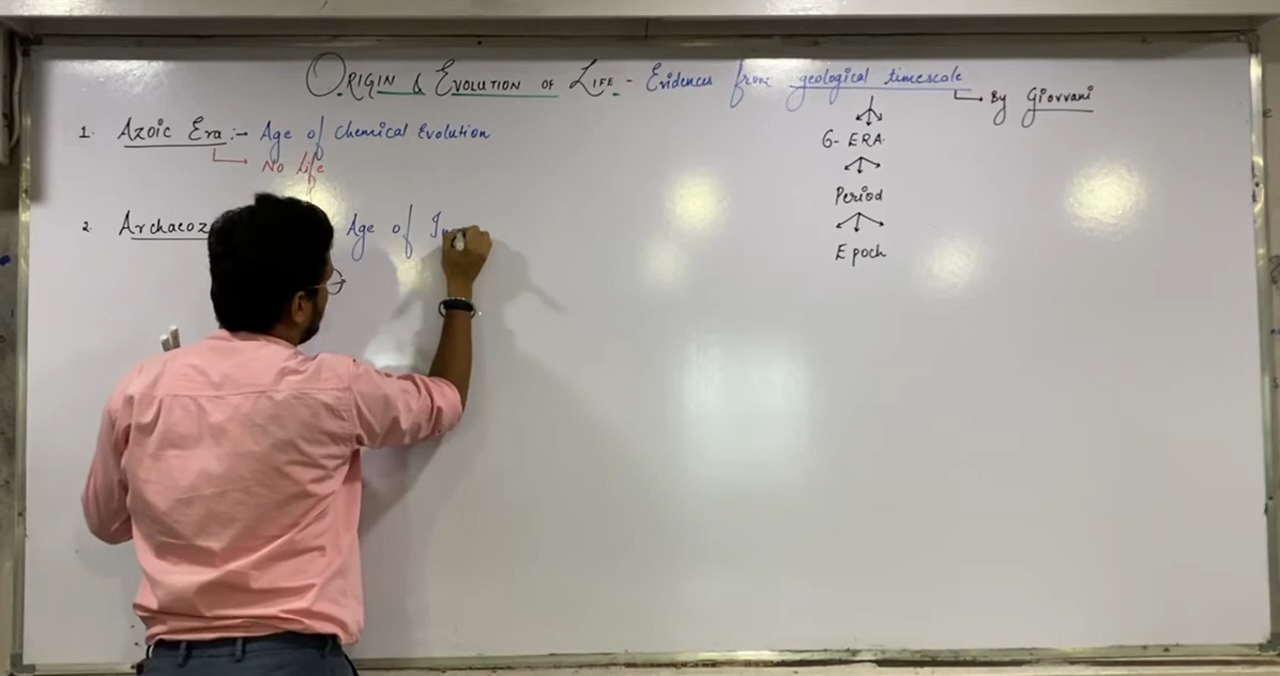 ORIGIN & EVOLUTION OF LIFE - Evidences from geological timescale
By Giovvani
1. Azoic Era :- Age of Chemical Evolution
No Life
6- ERA
Period
Epoch
2. Archaeoz
Age of